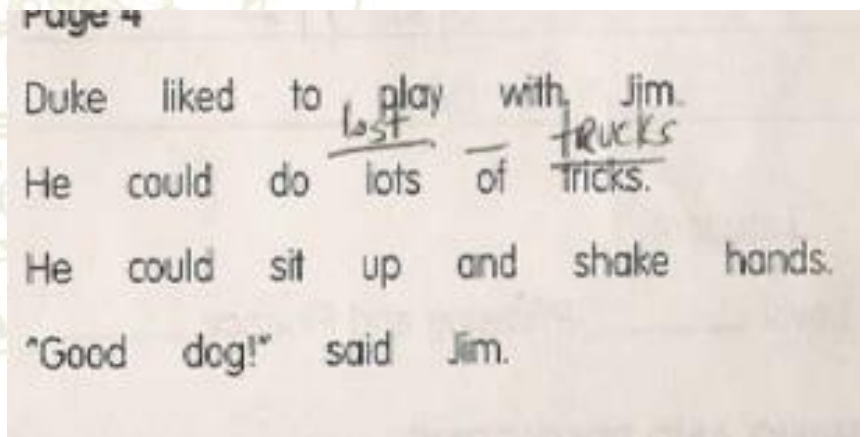 Page 4
Duke liked to play with Jim.
lost trucks
He could do lots of tricks.
He could sit up and shake hands.
"Good dog!" said Jim.